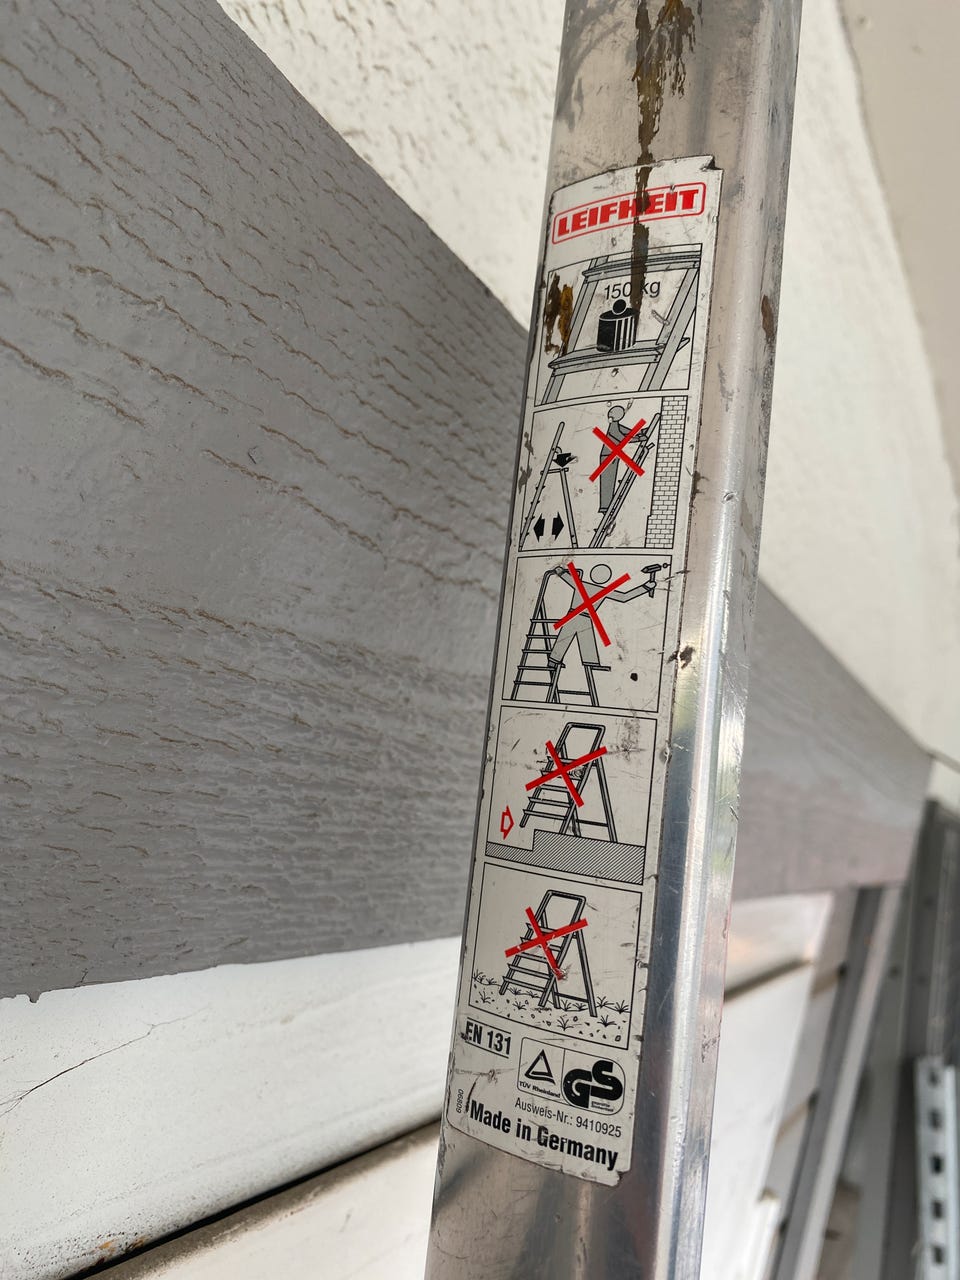 LEIFHEIT
150 kg
EN 131
TÜV Rheinland
GS
Ausweis-Nr.: 9410925
Made in Germany